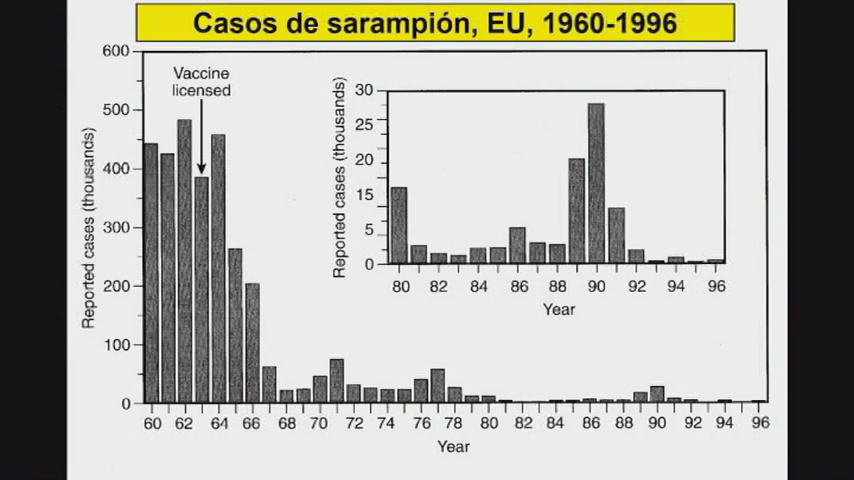 Casos de sarampión, EU, 1960-1996
Vaccine
licensed
Reported cases (thousands)
600
500
400
300
200
100
0
60 62 64 66 68 70 72 74 76 78 80 82 84 86 88 90 92 94 96
Year
Reported cases (thousands)
30
25
20
15
5
0
80 82 84 86 88 90 92 94 96
Year